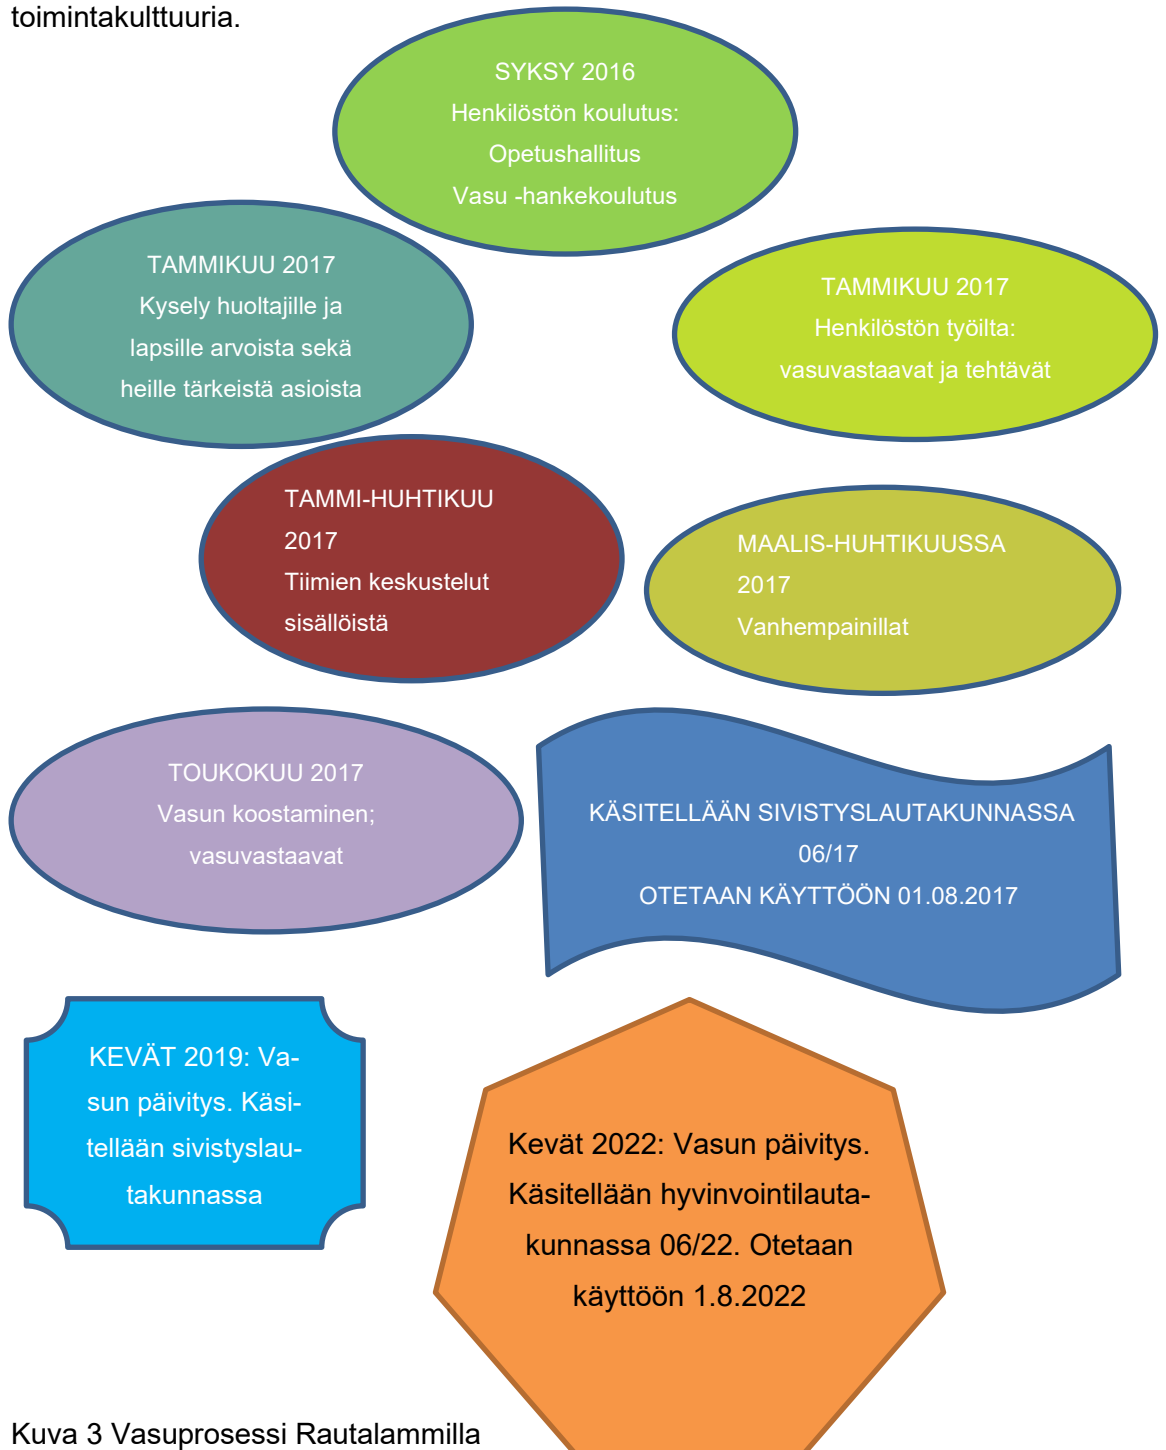 toimintakulttuuria.
SYKSY 2016
Henkilöstön koulutus:
Opetushallitus
Vasu -hankekoulutus
TAMMIKUU 2017
Kysely huoltajille ja
lapsille arvoista sekä
heille tärkeistä asioista
TAMMIKUU 2017
Henkilöstön työilta:
vasuvastaavat ja tehtävät
TAMMI-HUHTIKUU
2017
Tiimien keskustelut
sisällöistä
MAALIS-HUHTIKUUSSA
2017
Vanhempainillat
TOUKOKUU 2017
Vasun koostaminen;
vasuvastaavat
KÄSITELLÄÄN SIVISTYSLAUTAKUNNASSA
06/17
OTETAAN KÄYTTÖÖN 01.08.2017
KEVÄT 2019: Va-
sun päivitys. Käsi-
tellään sivistyslau-
takunnassa
Kevät 2022: Vasun päivitys.
Käsitellään hyvinvointilauta-
kunnassa 06/22. Otetaan
käyttöön 1.8.2022
Kuva 3 Vasuprosessi Rautalammilla